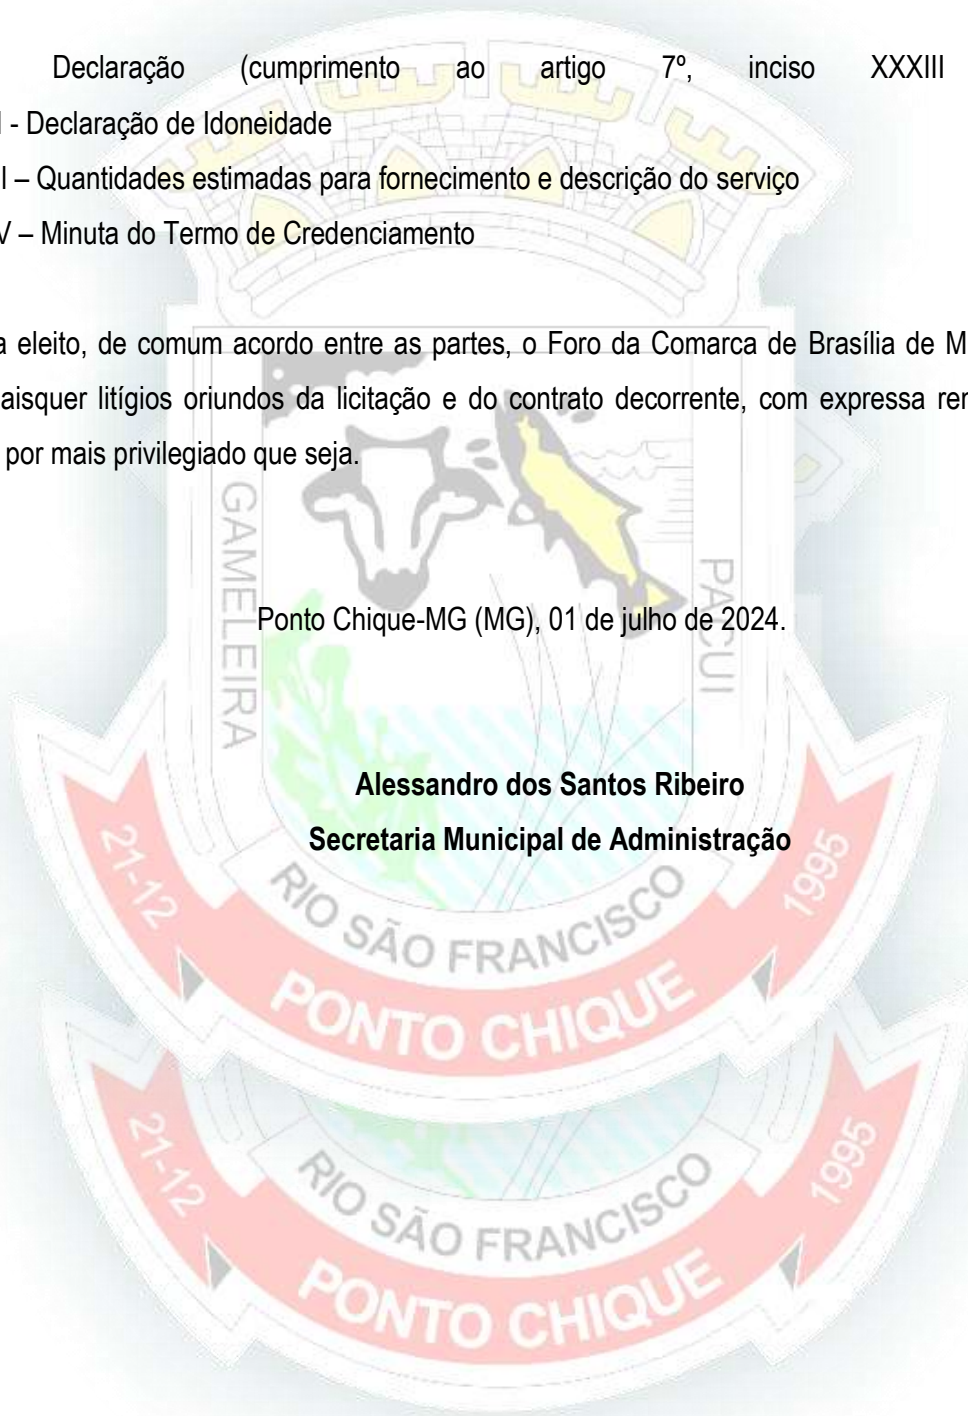 Declaração (cumprimento ao artigo 7º, inciso XXXIII
- Declaração de Idoneidade
I – Quantidades estimadas para fornecimento e descrição do serviço
V – Minuta do Termo de Credenciamento
a eleito, de comum acordo entre as partes, o Foro da Comarca de Brasília de M
aisquer litígios oriundos da licitação e do contrato decorrente, com expressa ren
por mais privilegiado que seja.
GAMELEIRA
PACUI
Ponto Chique-MG (MG), 01 de julho de 2024.
Alessandro dos Santos Ribeiro
Secretaria Municipal de Administração
21-12
1995
RIO SÃO FRANCISCO
PONTO CHIQUE
21-12
1995
RIO SÃO FRANCISCO
PONTO CHIQUE